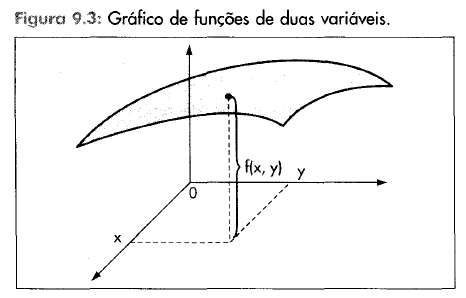 Figura 9.3: Gráfico de funções de duas variáveis.
f(x, y)
y
0
x